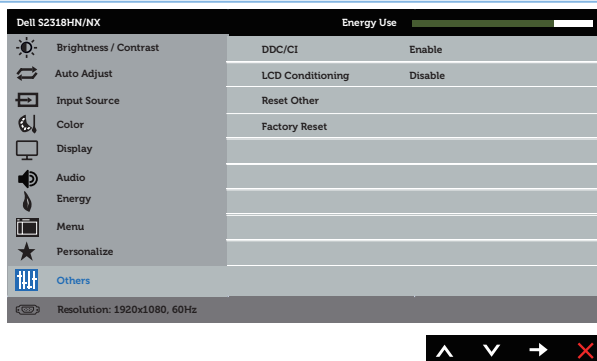 Dell S2318HN/NX Energy Use
Brightness / Contrast DDC/CI Enable
Auto Adjust LCD Conditioning Disable
Input Source Reset Other
Color Factory Reset
Display
Audio
Energy
Menu
Personalize
Others
Resolution: 1920x1080, 60Hz